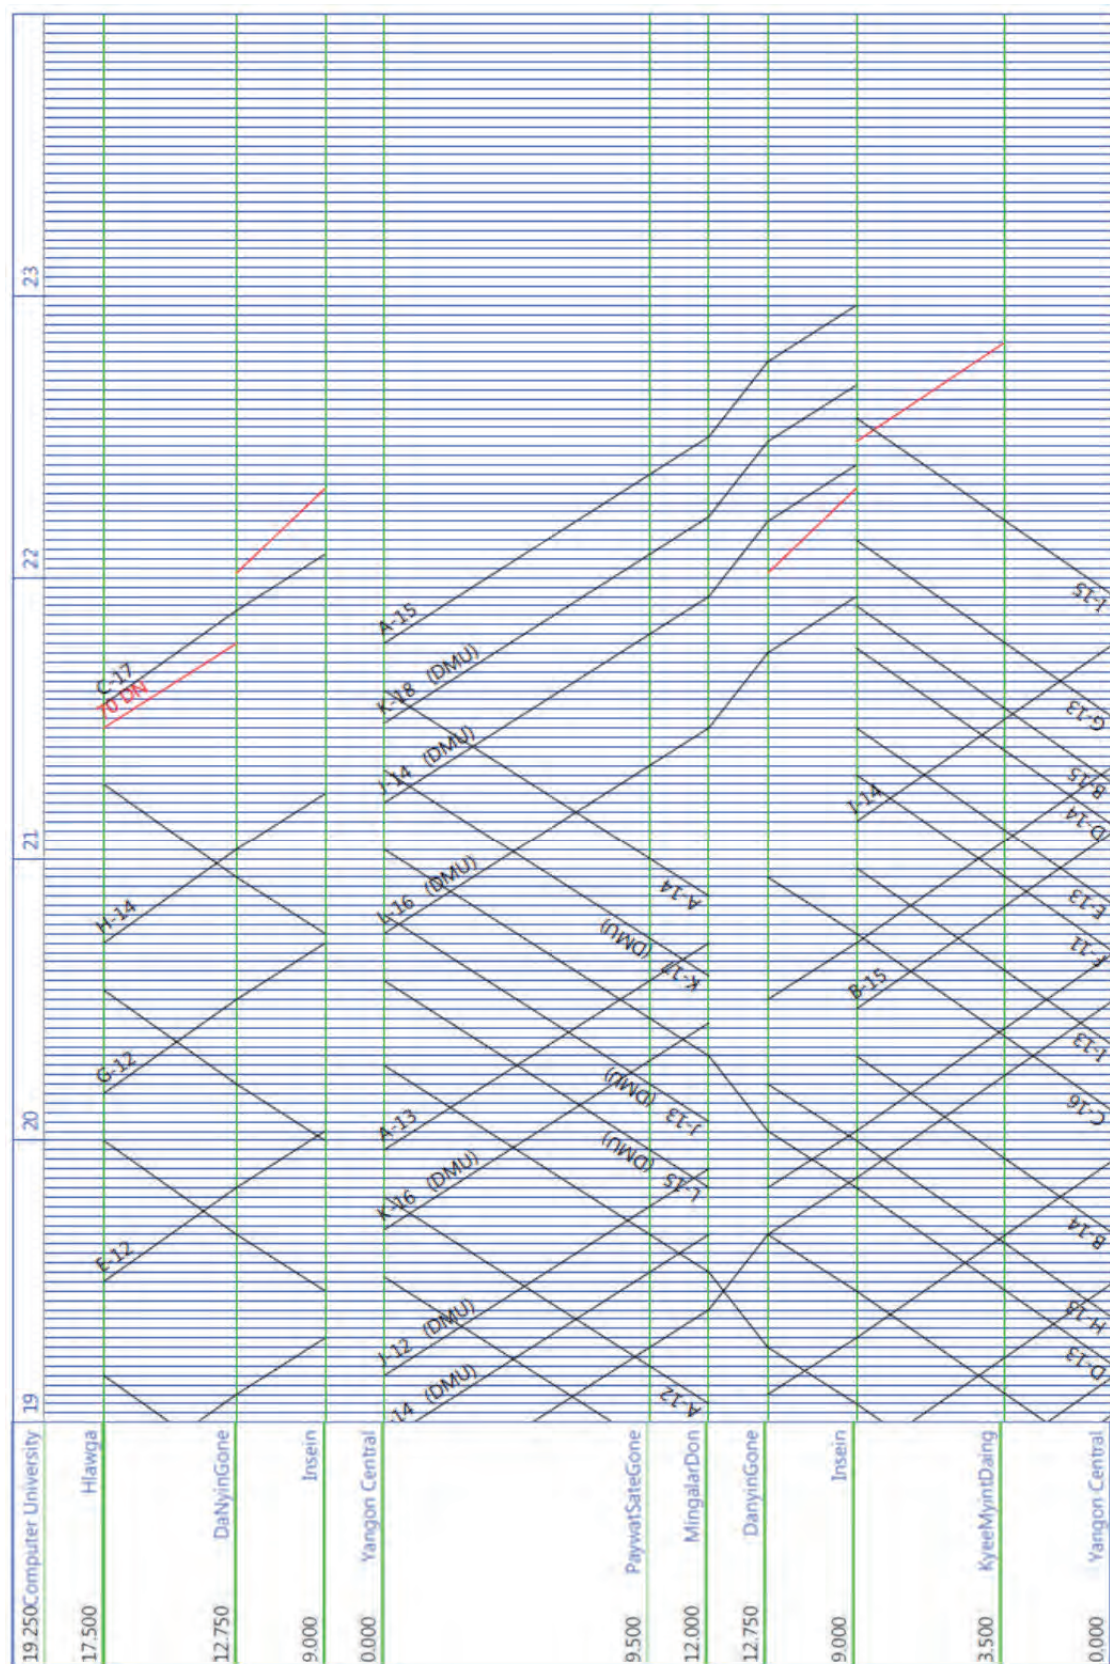 19.250 Computer University
17.500 Hlawga
12.750 DaNyinGone
9.000 Insein
0.000 Yangon Central
9.500 PaywatSateGone
12.000 MingalarDon
12.750 DanyinGone
9.000 Insein
3.500 KyeeMyintDaing
0.000 Yangon Central
19
20
21
22
23
C-17
70 DN
H-14
G-12
E-12
A-15
K-18 (DMU)
J-14 (DMU)
L-16 (DMU)
A-14
K-17 (DMU)
J-13 (DMU)
L-15 (DMU)
A-13
K-16 (DMU)
J-12 (DMU)
14 (DMU)
A-12
I-14
B-15
I-15
G-13
B-15
D-14
E-13
F-11
I-13
C-16
B-14
H-13
D-13